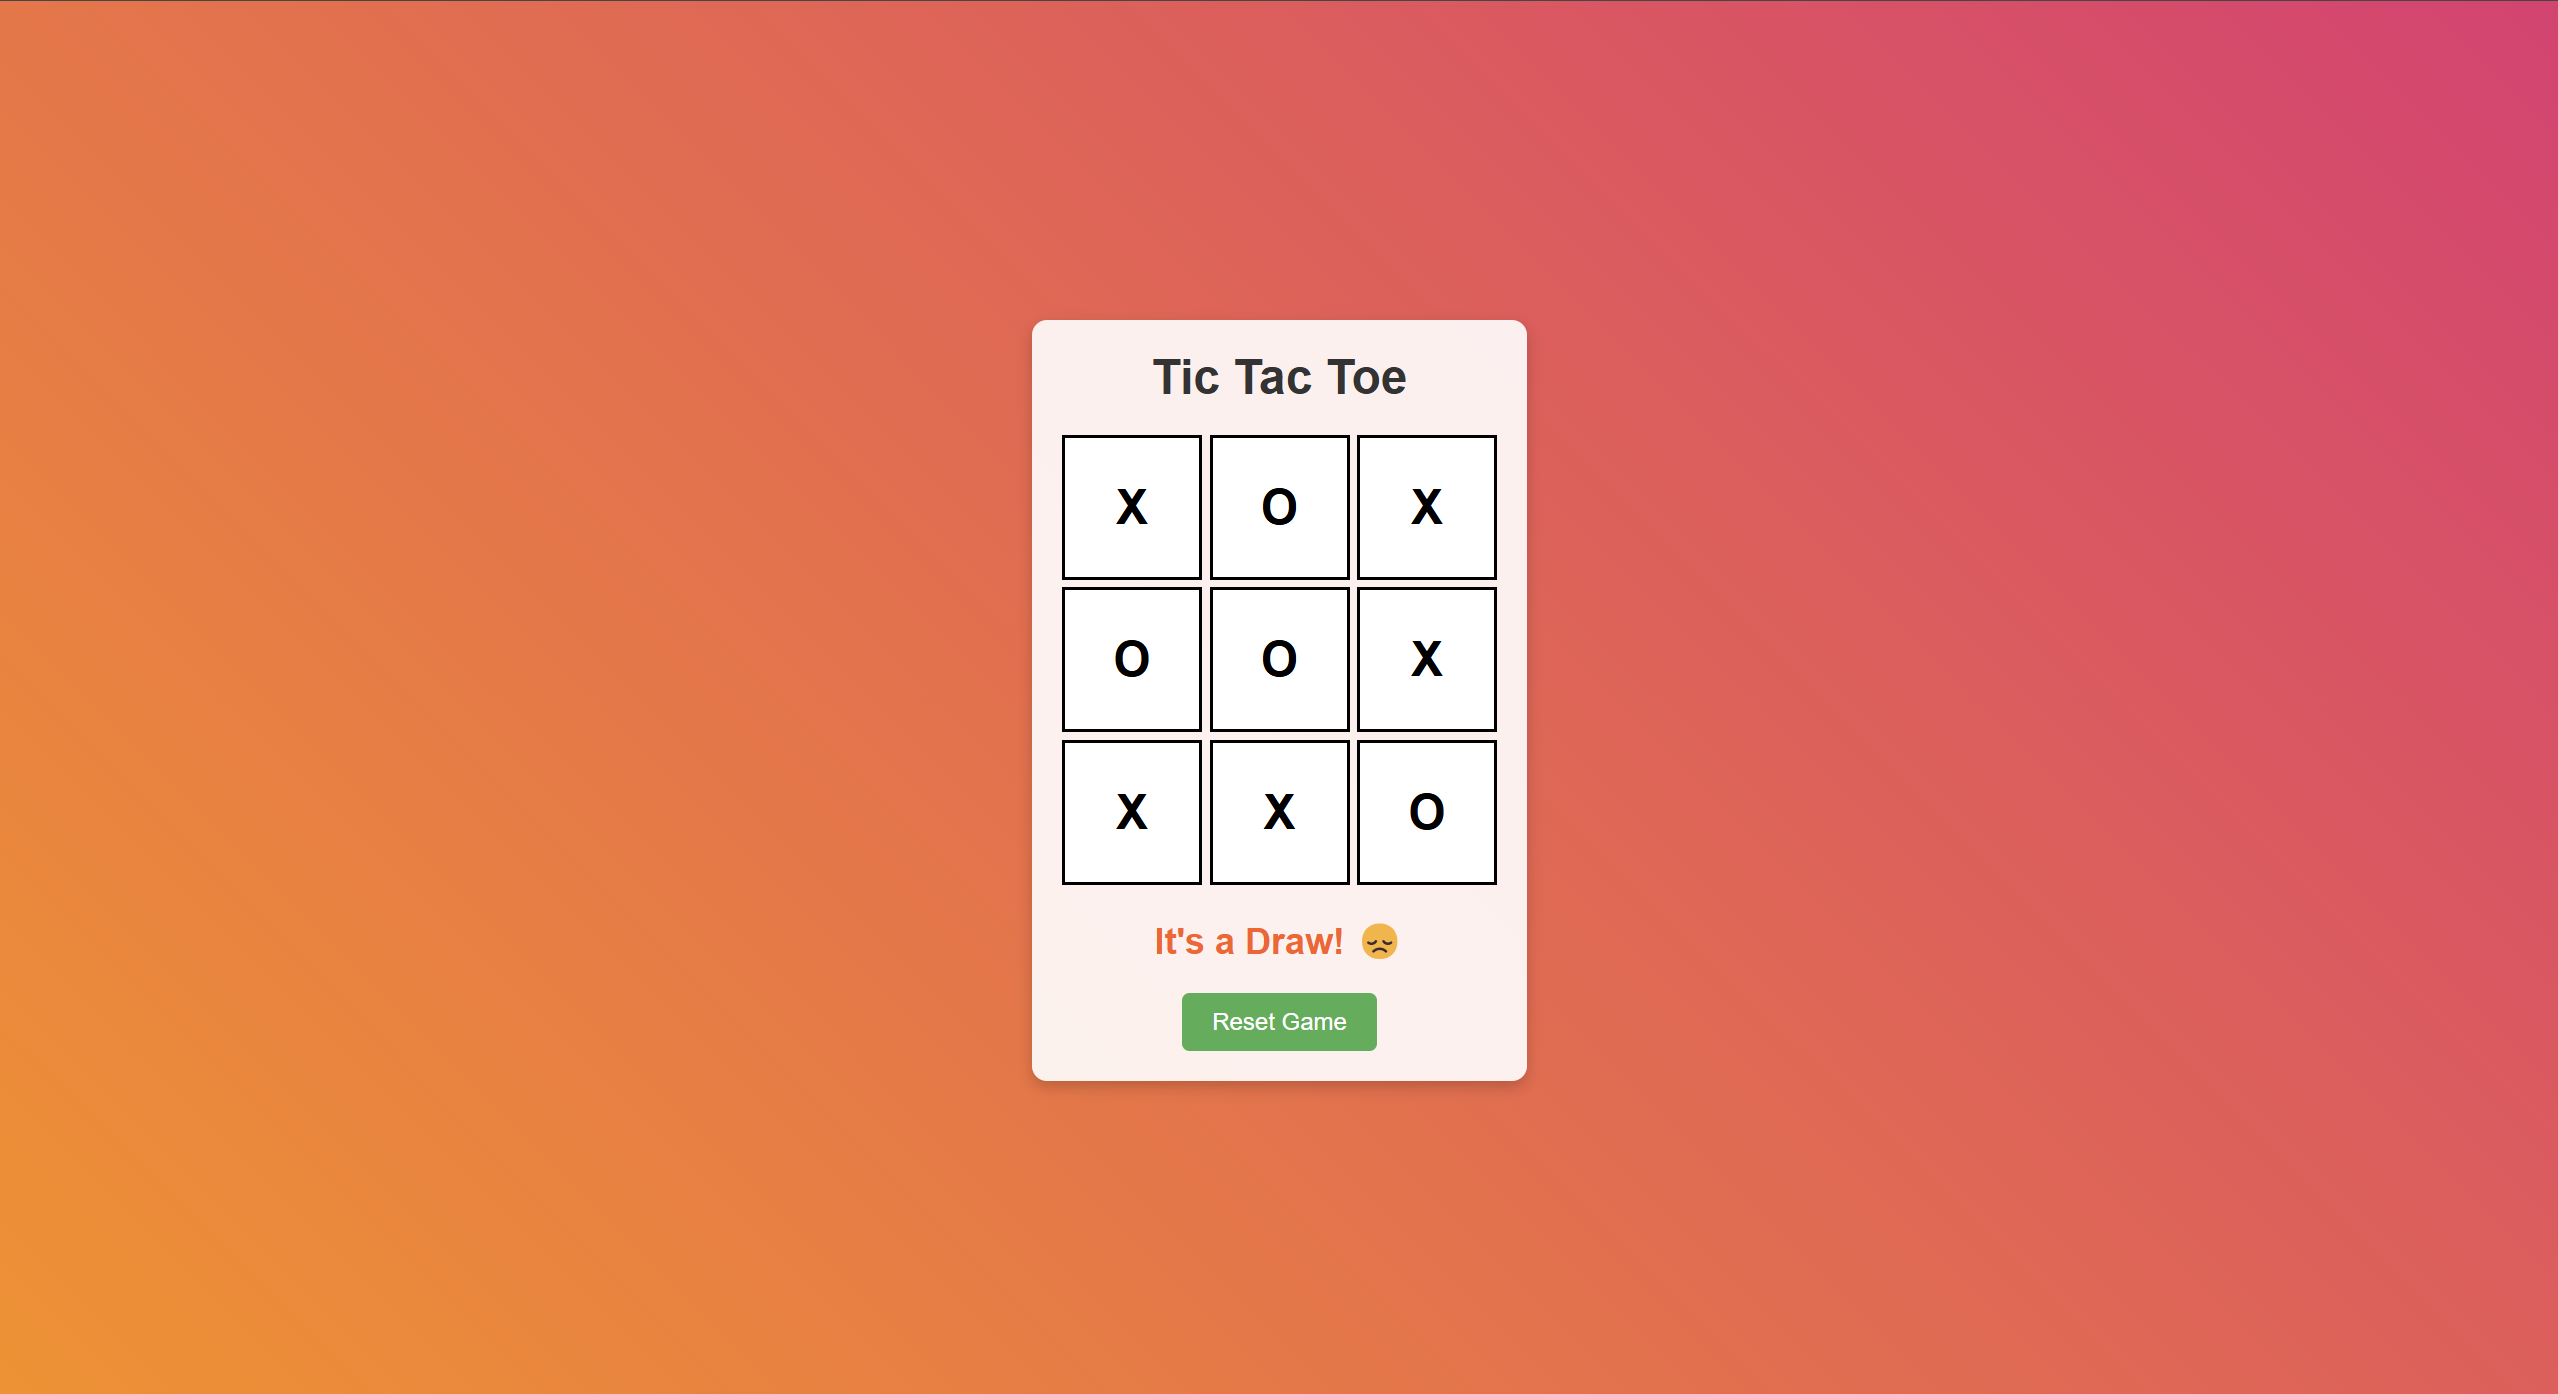 Tic Tac Toe
X O X
O O X
X X O
It's a Draw! 😞
Reset Game